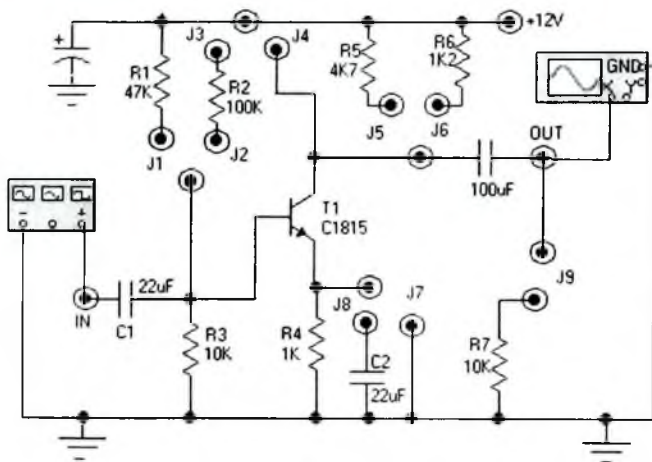 +12V
+
J3
J4
R1
47K
R2
100K
R5
4K7
R6
1K2
GND
J1
J2
J5
J6
OUT
100uF
T1
C1815
-
+
22uF
IN
C1
J8
J7
J9
R3
10K
R4
1K
C2
22uF
R7
10K